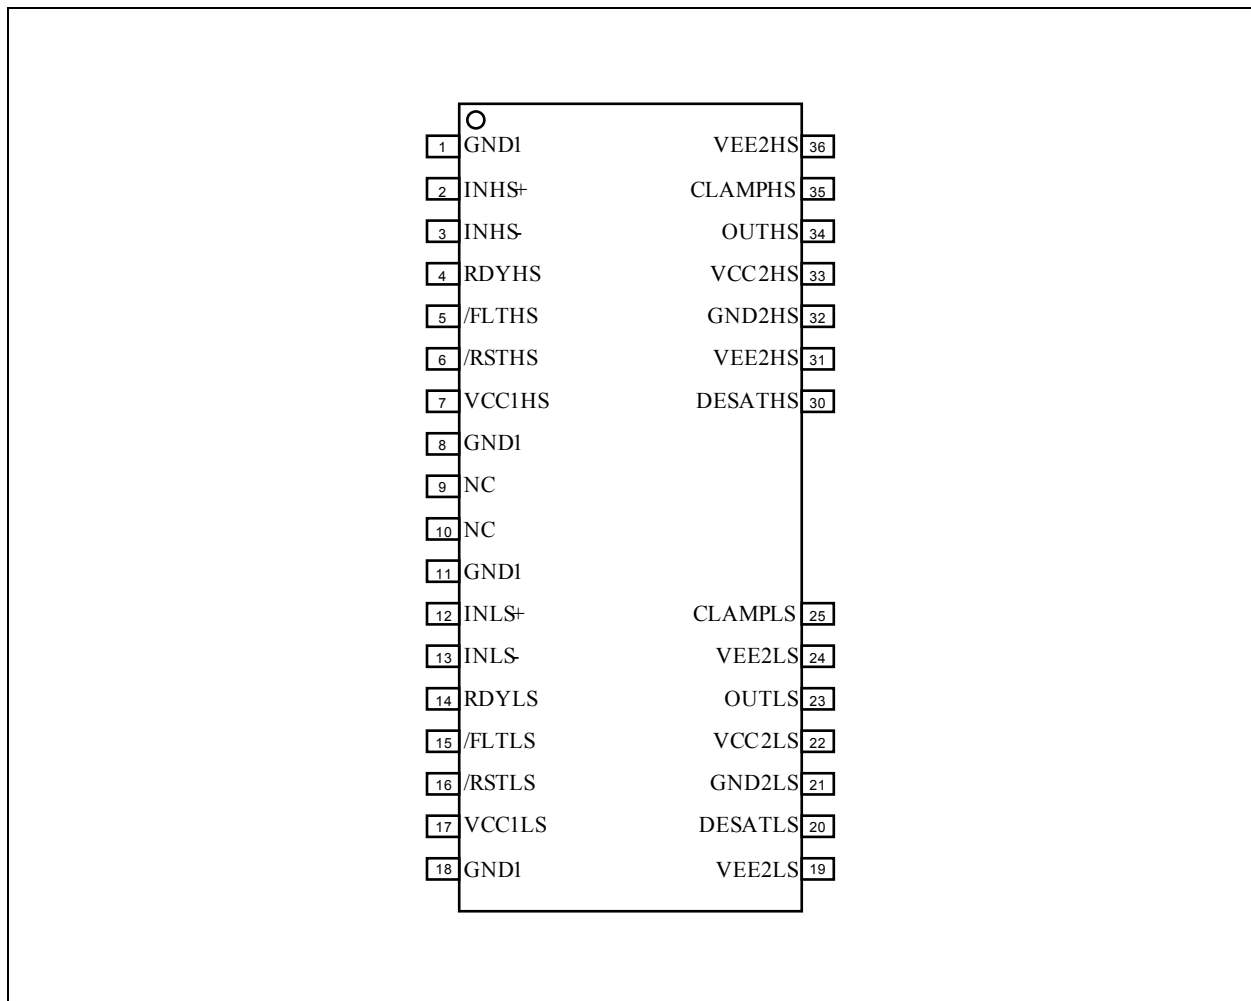 1 GND1 VEE2HS 36
2 INHS+ CLAMPHS 35
3 INHS- OUTHS 34
4 RDYHS VCC2HS 33
5 /FLTHS GND2HS 32
6 /RSTHS VEE2HS 31
7 VCC1HS DESATHS 30
8 GND1
9 NC
10 NC
11 GND1
12 INLS+ CLAMPLS 25
13 INLS- VEE2LS 24
14 RDYLS OUTLS 23
15 /FLTLS VCC2LS 22
16 /RSTLS GND2LS 21
17 VCC1LS DESATLS 20
18 GND1 VEE2LS 19